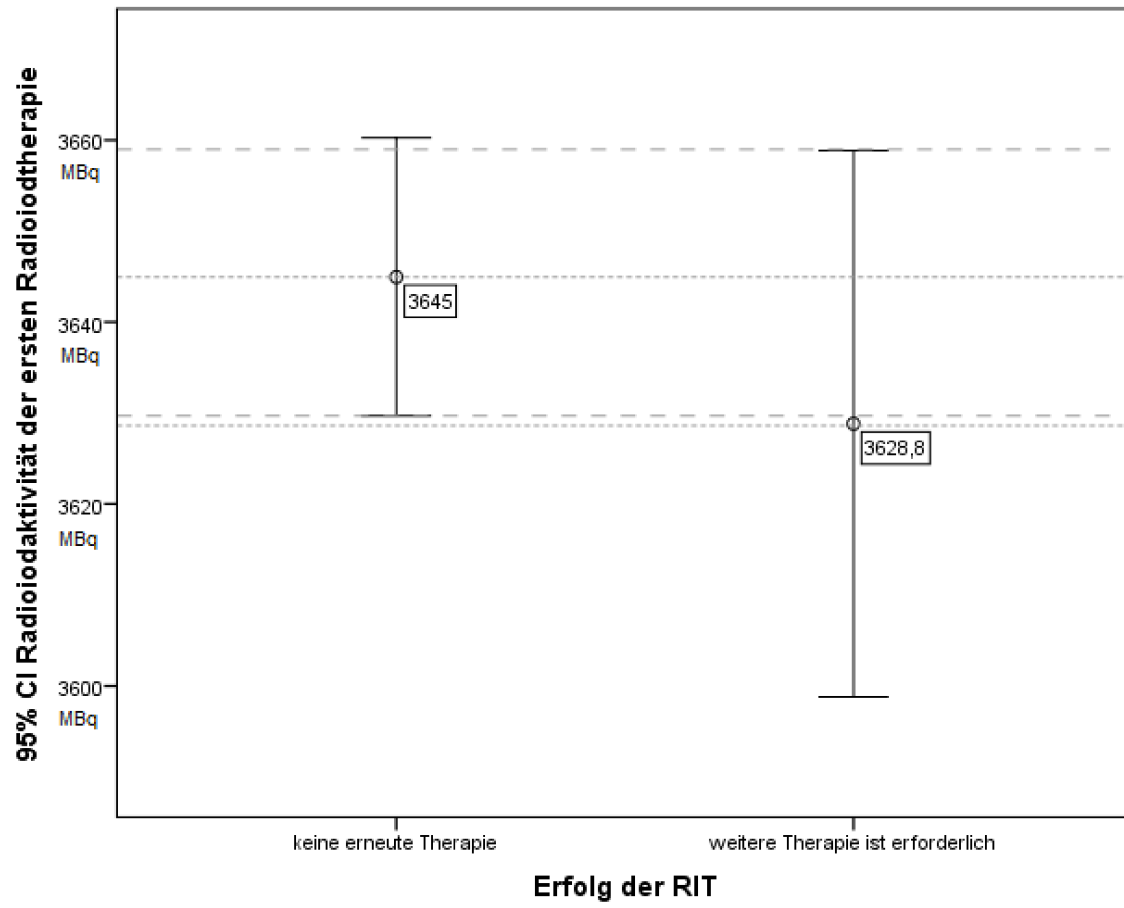 95% CI Radioiodaktivität der ersten Radioiodtherapie
3660
MBq
3640
MBq
3620
MBq
3600
MBq
3645
3628,8
keine erneute Therapie
weitere Therapie ist erforderlich
Erfolg der RIT